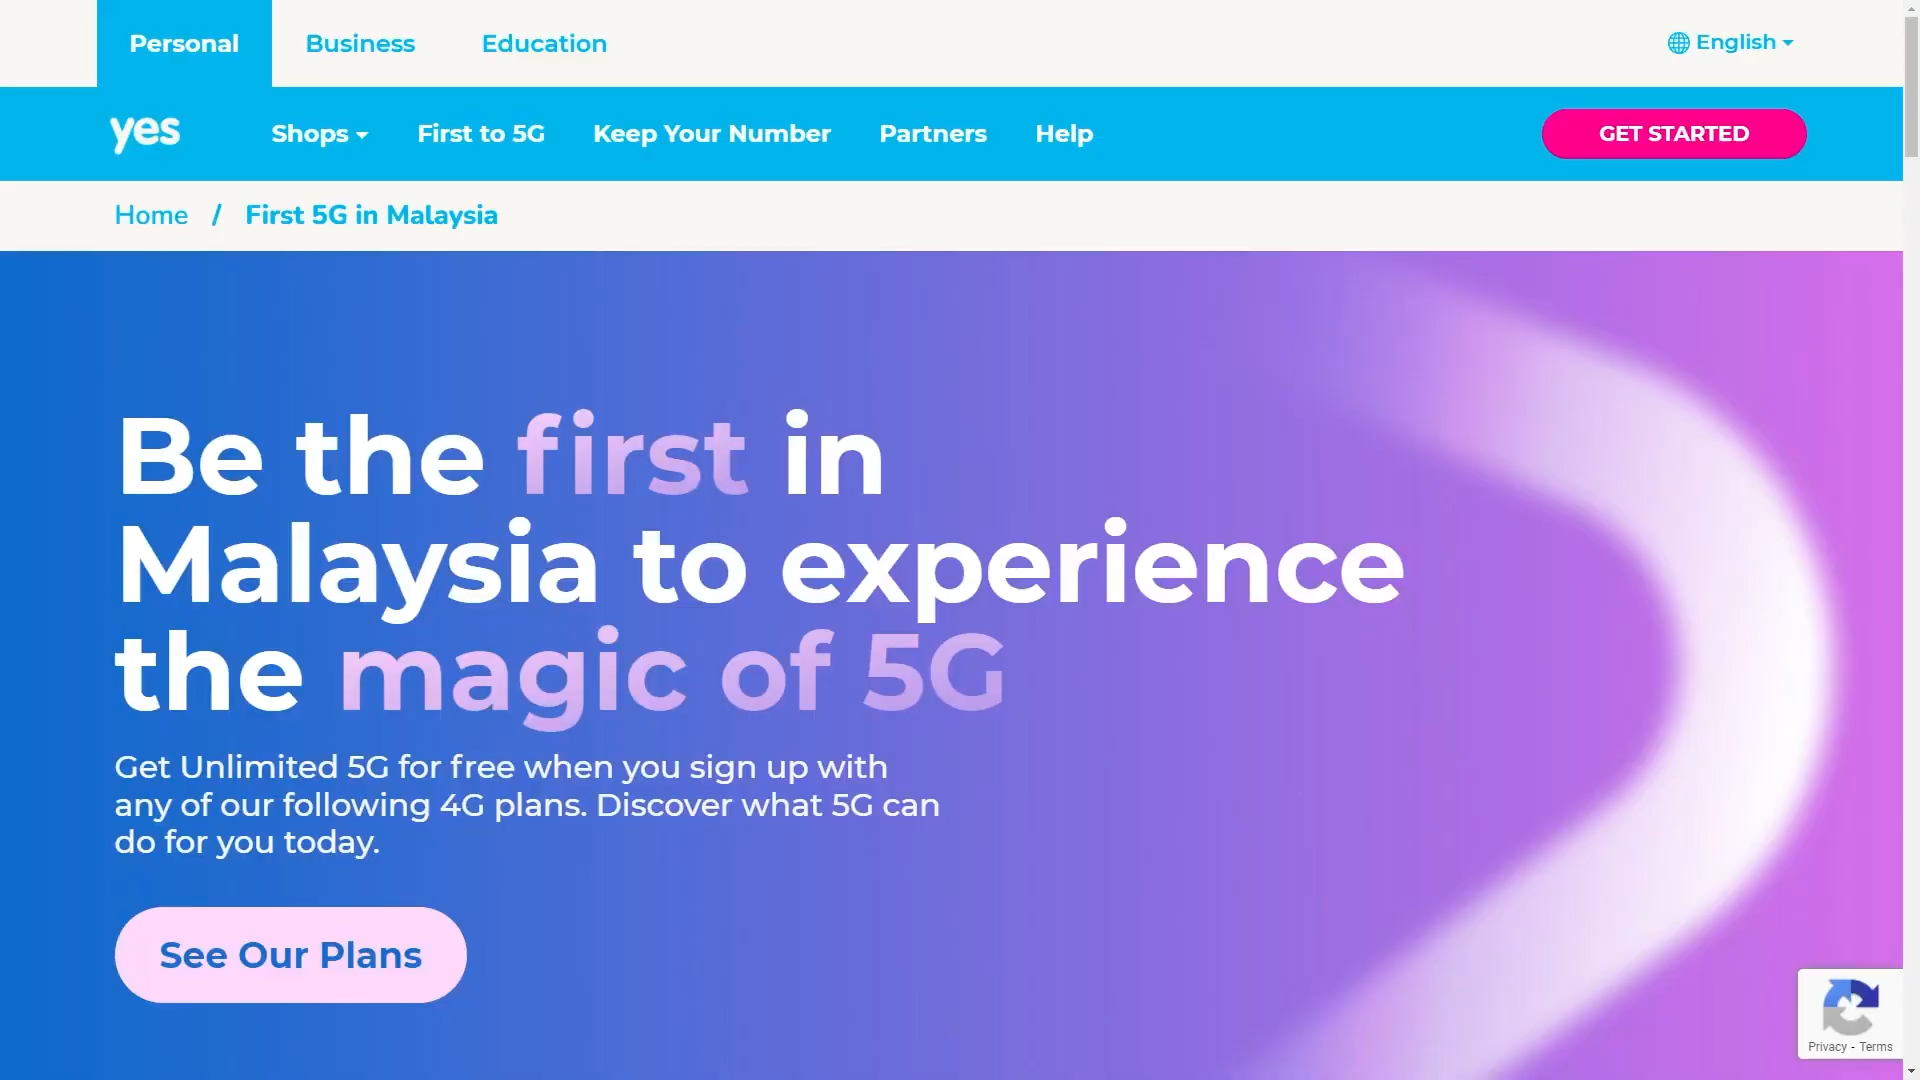 Personal Business Education English
yes Shops First to 5G Keep Your Number Partners Help GET STARTED
Home / First 5G in Malaysia
Be the first in
Malaysia to experience
the magic of 5G
Get Unlimited 5G for free when you sign up with
any of our following 4G plans. Discover what 5G can
do for you today.
See Our Plans
Privacy - Terms